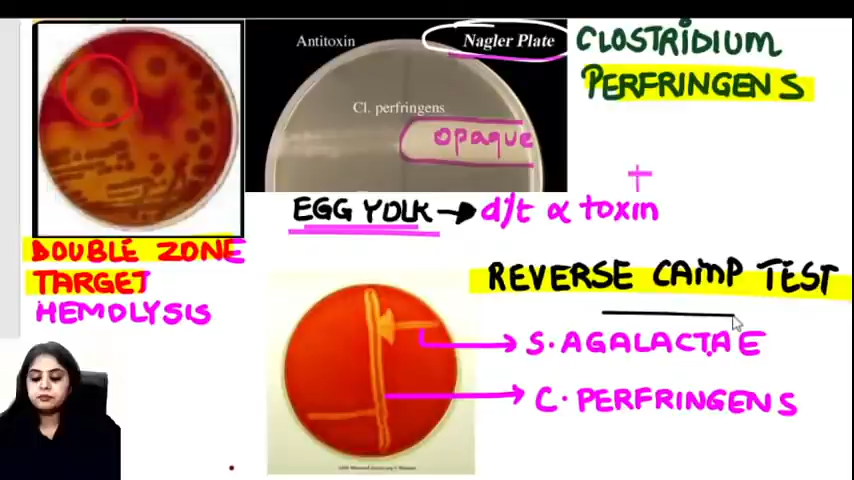 Antitoxin
Nagler Plate
CLOSTRIDIUM
PERFRINGENS
Cl. perfringens
opaque
+
EGG YOLK → d/t α toxin
DOUBLE ZONE
TARGET
HEMOLYSIS
REVERSE CAMP TEST
→ S. AGALACTAE
→ C. PERFRINGENS